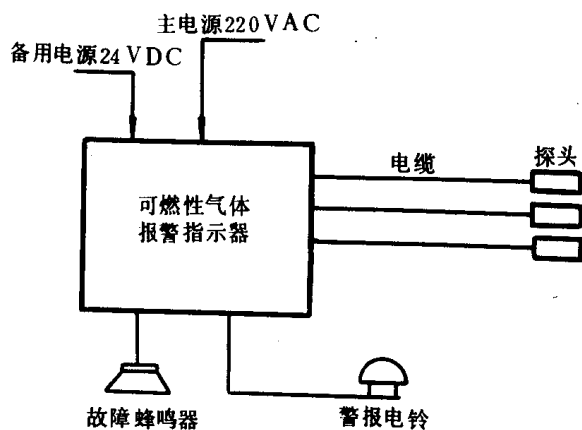 主电源220VAC
备用电源24VDC
电缆
探头
可燃性气体
报警指示器
故障蜂鸣器
警报电铃